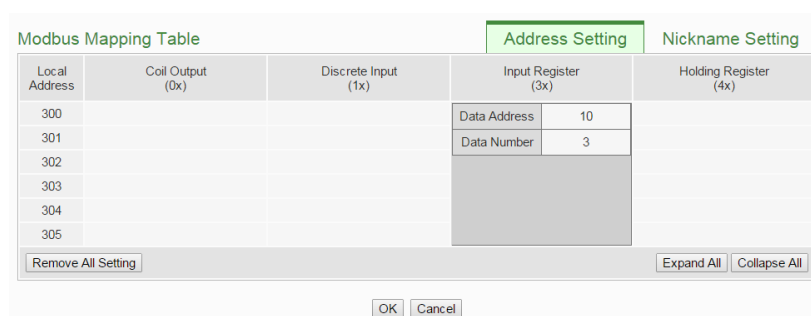 Modbus Mapping Table
Address Setting
Nickname Setting
Local
Address
Coil Output
(0x)
Discrete Input
(1x)
Input Register
(3x)
Holding Register
(4x)
300
Data Address 10
301
Data Number 3
302
303
304
305
Remove All Setting
Expand All
Collapse All
OK
Cancel